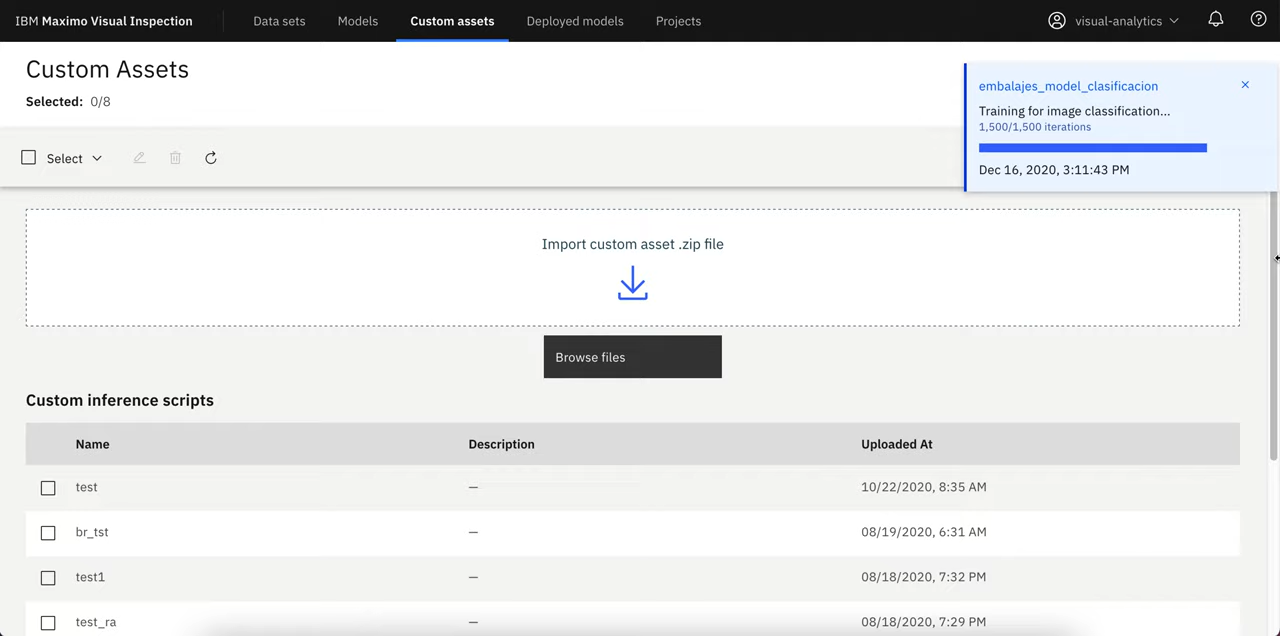 IBM Maximo Visual Inspection Data sets Models Custom assets Deployed models Projects visual-analytics
Custom Assets
Selected: 0/8
embalajes_model_clasificacion
Training for image classification...
1,500/1,500 iterations
Dec 16, 2020, 3:11:43 PM
Select
Import custom asset .zip file
Browse files
Custom inference scripts
Name Description Uploaded At
test — 10/22/2020, 8:35 AM
br_tst — 08/19/2020, 6:31 AM
test1 — 08/18/2020, 7:32 PM
test_ra — 08/18/2020, 7:29 PM